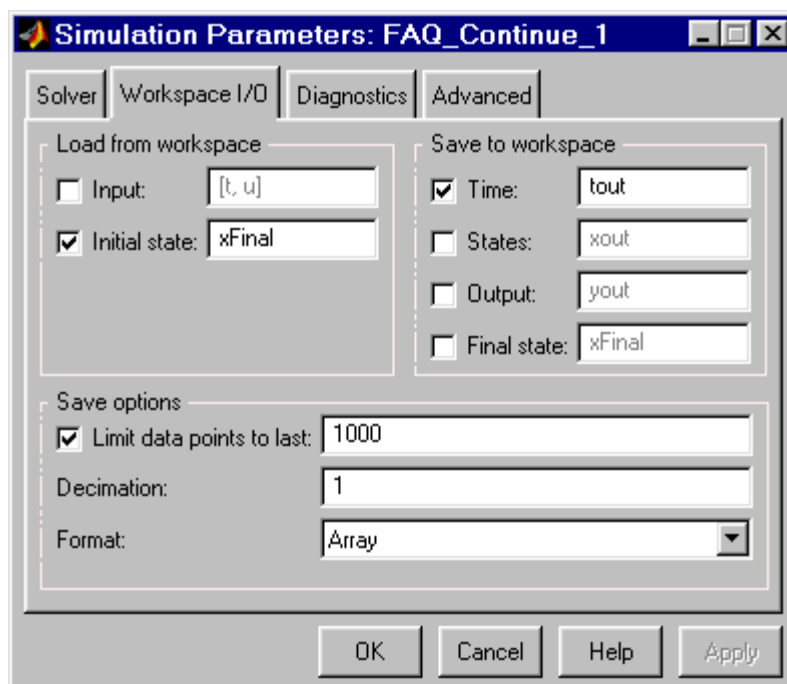 Simulation Parameters: FAQ_Continue_1
Solver Workspace I/O Diagnostics Advanced
Load from workspace
Input: [t, u]
Initial state: xFinal
Save to workspace
Time: tout
States: xout
Output: yout
Final state: xFinal
Save options
Limit data points to last: 1000
Decimation: 1
Format: Array
OK Cancel Help Apply